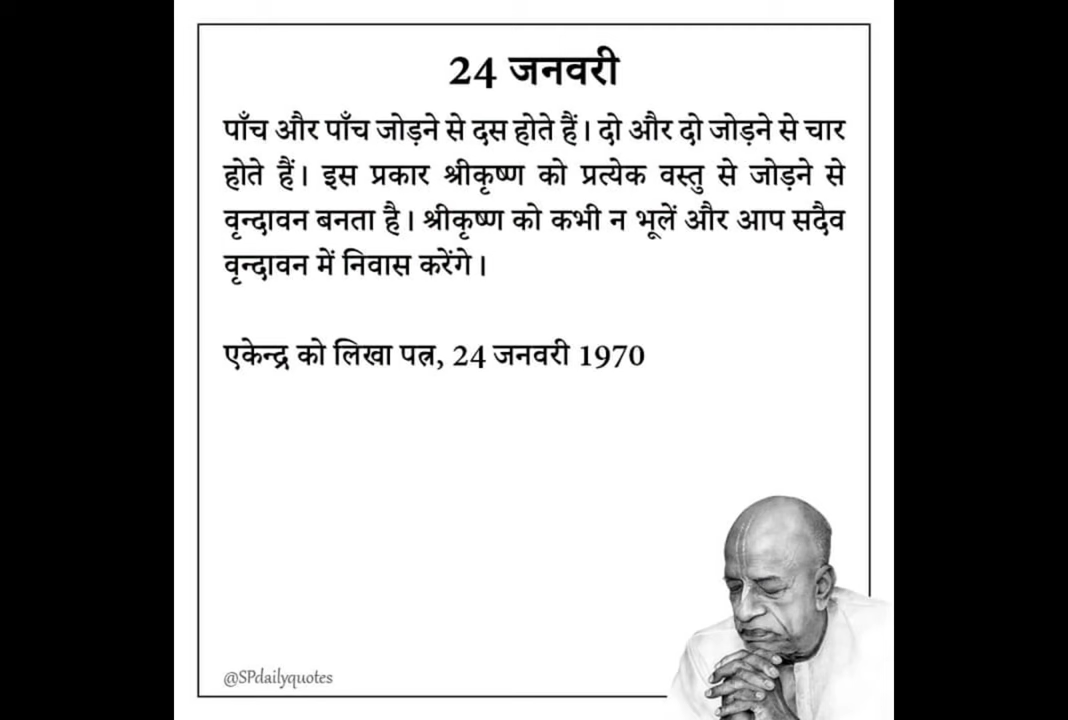 24 जनवरी
पाँच और पाँच जोड़ने से दस होते हैं। दो और दो जोड़ने से चार
होते हैं। इस प्रकार श्रीकृष्ण को प्रत्येक वस्तु से जोड़ने से
वृन्दावन बनता है। श्रीकृष्ण को कभी न भूलें और आप सदैव
वृन्दावन में निवास करेंगे।
एकेन्द्र को लिखा पत्र, 24 जनवरी 1970
@SPdailyquotes